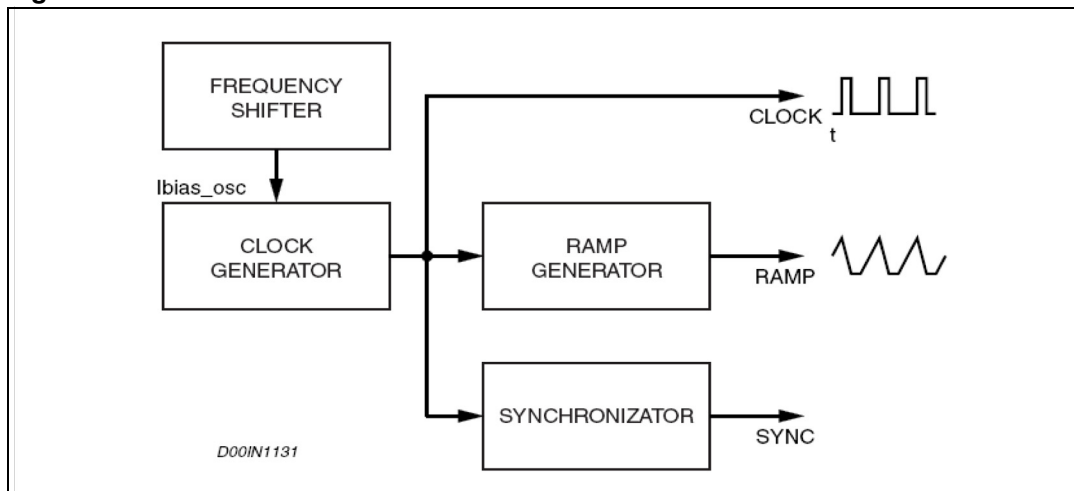 FREQUENCY
SHIFTER
CLOCK
t
Ibias_osc
CLOCK
GENERATOR
RAMP
GENERATOR
RAMP
SYNCHRONIZATOR
SYNC
D00IN1131